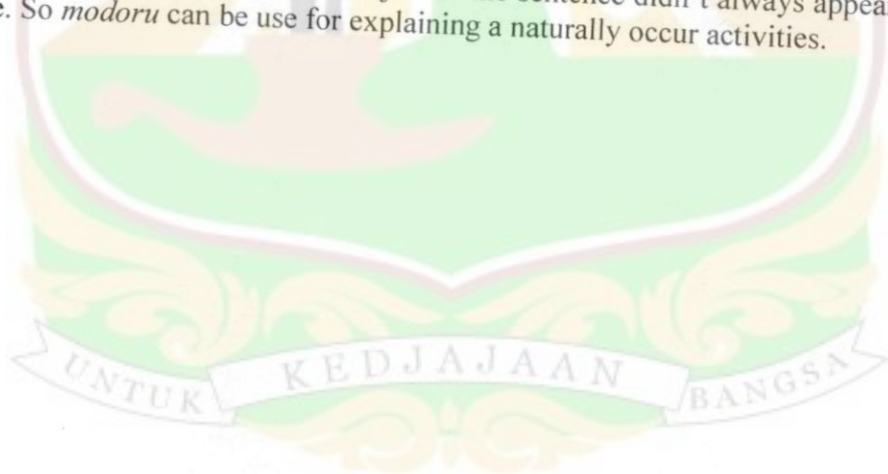 . So modoru can be use for explaining a naturally occur activities.
UNTUK KEDJAJAAN BANGSA